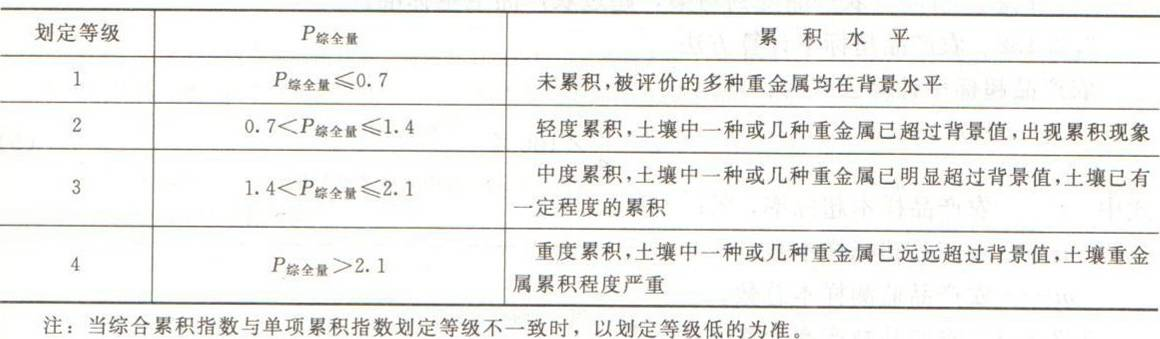 划定等级 P综合量 累积水平
1 P综合量≤0.7 未累积,被评价的多种重金属均在背景水平
2 0.7<P综合量≤1.4 轻度累积,土壤中一种或几种重金属已超过背景值,出现累积现象
3 1.4<P综合量≤2.1 中度累积,土壤中一种或几种重金属已明显超过背景值,土壤已有
一定程度的累积
4 P综合量>2.1 重度累积,土壤中一种或几种重金属已远远超过背景值,土壤重金
属累积程度严重
注:当综合累积指数与单项累积指数划定等级不一致时,以划定等级低的为准。